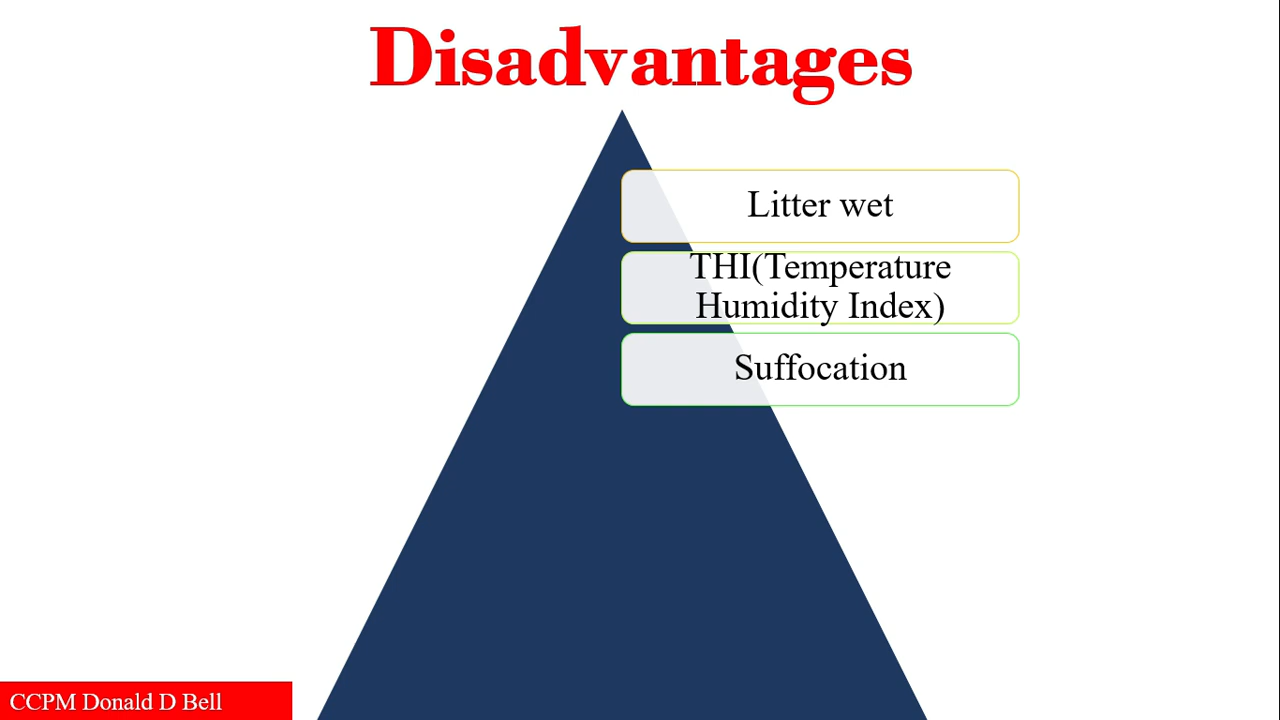 Disadvantages
Litter wet
THI(Temperature
Humidity Index)
Suffocation
CCPM Donald D Bell